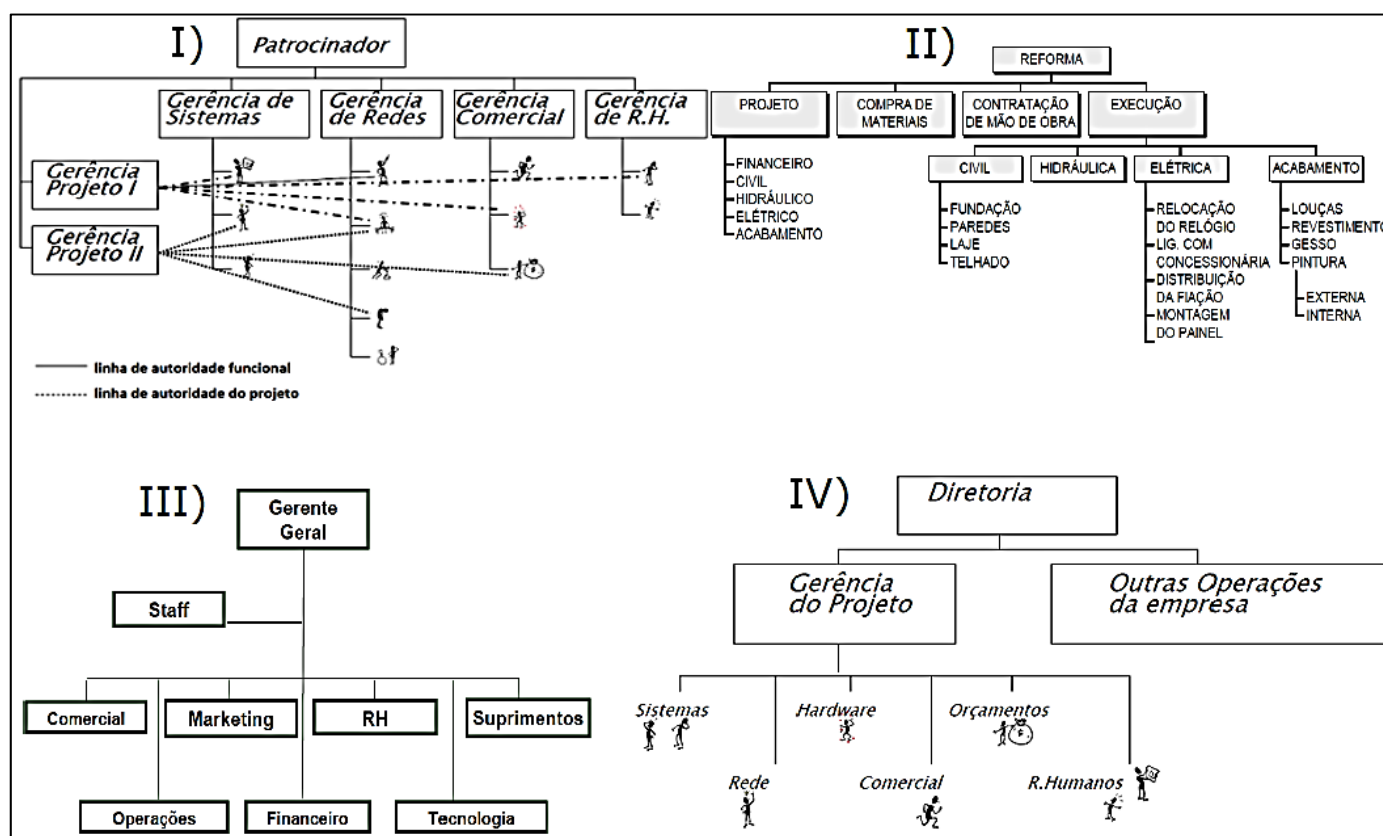 I)
Patrocinador
Gerência de
Sistemas
Gerência
de Redes
Gerência
Comercial
Gerência
de R.H.
Gerência
Projeto I
Gerência
Projeto II
linha de autoridade funcional
linha de autoridade do projeto
II)
REFORMA
PROJETO
COMPRA DE
MATERIAIS
CONTRATAÇÃO
DE MÃO DE OBRA
EXECUÇÃO
FINANCEIRO
CIVIL
HIDRÁULICO
ELÉTRICO
ACABAMENTO
CIVIL
HIDRÁULICA
ELÉTRICA
ACABAMENTO
FUNDAÇÃO
PAREDES
LAJE
TELHADO
RELOCAÇÃO
DO RELÓGIO
LIG. COM
CONCESSIONÁRIA
DISTRIBUIÇÃO
DA FIAÇÃO
MONTAGEM
DO PAINEL
LOUÇAS
REVESTIMENTO
GESSO
PINTURA
EXTERNA
INTERNA
III)
Gerente
Geral
Staff
Comercial
Marketing
RH
Suprimentos
Operações
Financeiro
Tecnologia
IV)
Diretoria
Gerência
do Projeto
Outras Operações
da empresa
Sistemas
Hardware
Orçamentos
Rede
Comercial
R.Humanos